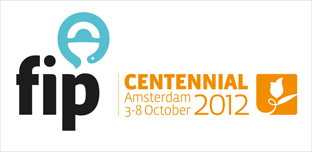 fip
CENTENNIAL
Amsterdam
3-8 October 2012